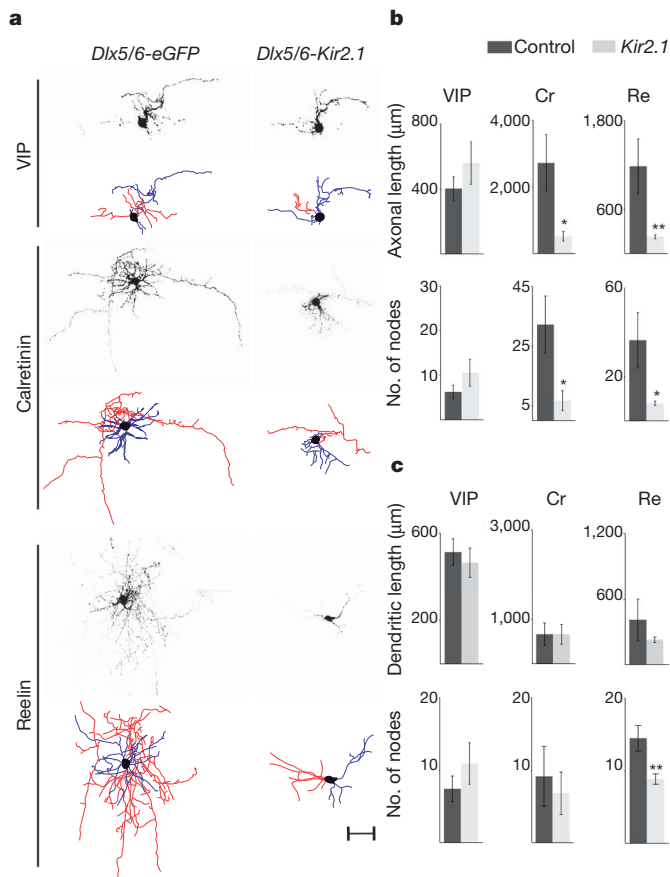 a
Dlx5/6-eGFP
Dlx5/6-Kir2.1
VIP
Calretinin
Reelin
b
Control
Kir2.1
VIP
Cr
Re
Axonal length (μm)
800
400
4,000
2,000
*
1,800
600
**
No. of nodes
30
20
10
45
25
5
*
60
20
*
c
VIP
Cr
Re
Dendritic length (μm)
600
200
3,000
1,000
1,200
600
No. of nodes
20
10
20
10
20
10
**